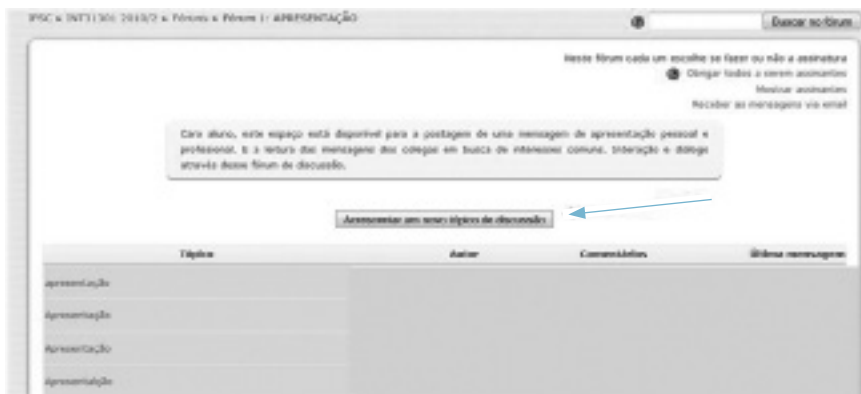 IFSC ► INT31301 2010/2 ► Fóruns ► Fórum 1: APRESENTAÇÃO
Buscar no fórum
Neste fórum cada um escolhe se fazer ou não a assinatura
Obrigar todos a serem assinantes
Mostrar assinantes
Receber as mensagens via email
Caro aluno, este espaço está disponível para a postagem de uma mensagem de apresentação pessoal e
profissional. E a leitura das mensagens dos colegas em busca de interesses comuns. Interação e diálogo
através desse fórum de discussão.
Acrescentar um novo tópico de discussão
Tópico Autor Comentários Última mensagem
apresentação
Apresentação
Apresentação
Apresentação